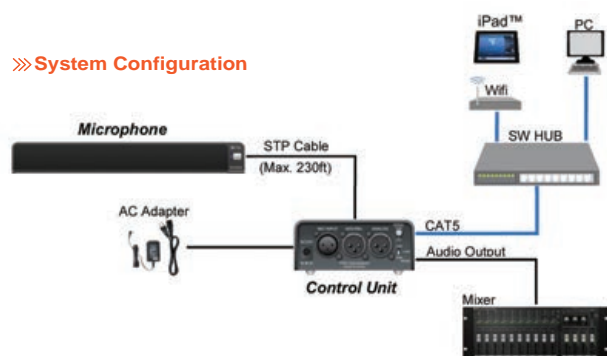 System Configuration
iPad™
PC
Wifi
SW HUB
Microphone
STP Cable
(Max. 230ft)
AC Adapter
CAT5
Audio Output
Control Unit
Mixer